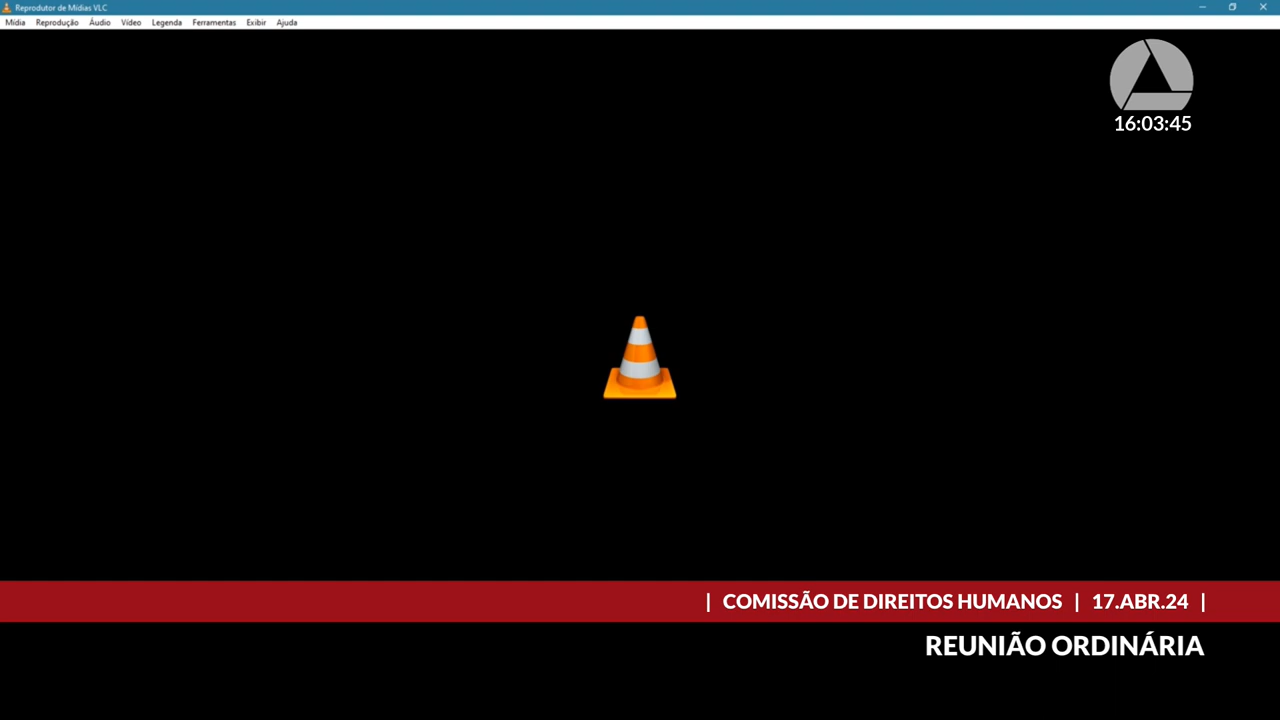 Reprodutor de Mídias VLC
Mídia Reprodução Áudio Vídeo Legenda Ferramentas Exibir Ajuda
16:03:45
| COMISSÃO DE DIREITOS HUMANOS | 17.ABR.24 |
REUNIÃO ORDINÁRIA